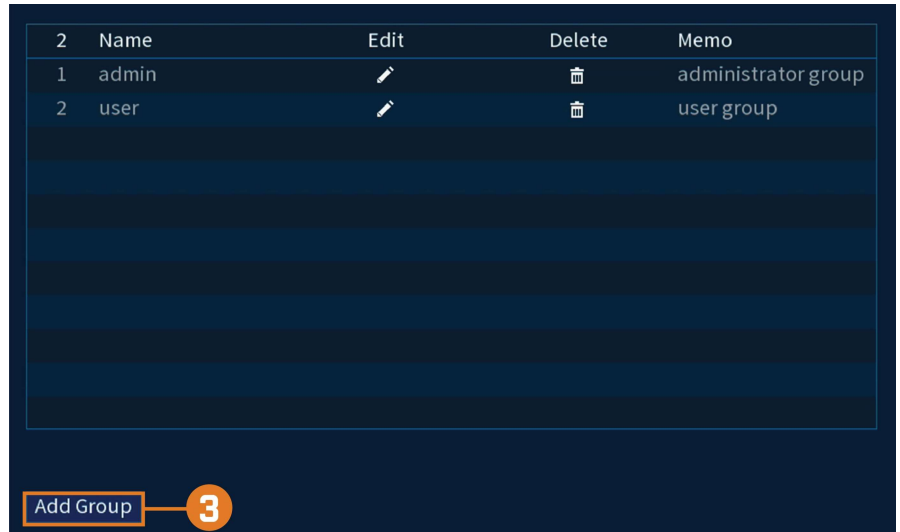 2 Name Edit Delete Memo
1 admin administrator group
2 user user group
Add Group 3